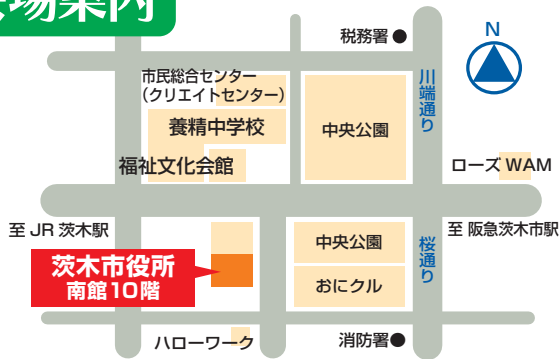 場案内
税務署●
N
市民総合センター
(クリエイトセンター)
養精中学校
中央公園
川端通り
福祉文化会館
ローズ WAM
至 JR 茨木駅
至 阪急茨木市駅
茨木市役所
南館10階
中央公園
桜通り
おにクル
ハローワーク
消防署●